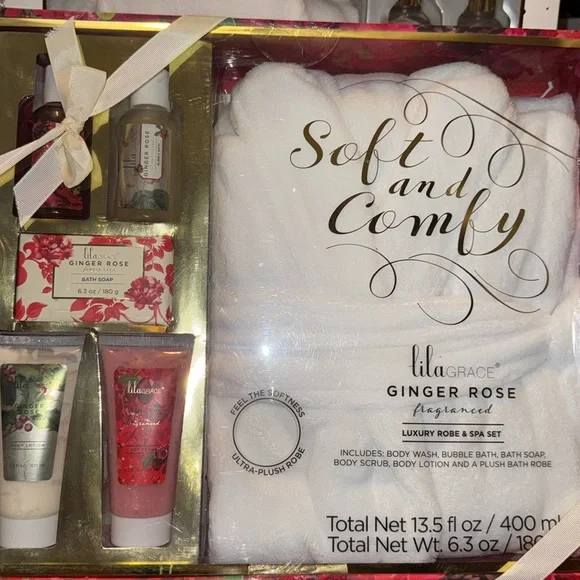 lila
GINGER ROSE
lilaGRACE
GINGER ROSE
BATH SOAP
6.3 oz / 180 g
lilaGRACE
lilaGRACE®
fragranced
Soft
and
Comfy
lilaGRACE®
GINGER ROSE
fragranced
LUXURY ROBE & SPA SET
INCLUDES: BODY WASH, BUBBLE BATH, BATH SOAP,
BODY SCRUB, BODY LOTION AND A PLUSH BATH ROBE
FEEL THE SOFTNESS
ULTRA-PLUSH ROBE
Total Net 13.5 fl oz / 400 ml
Total Net Wt. 6.3 oz / 180